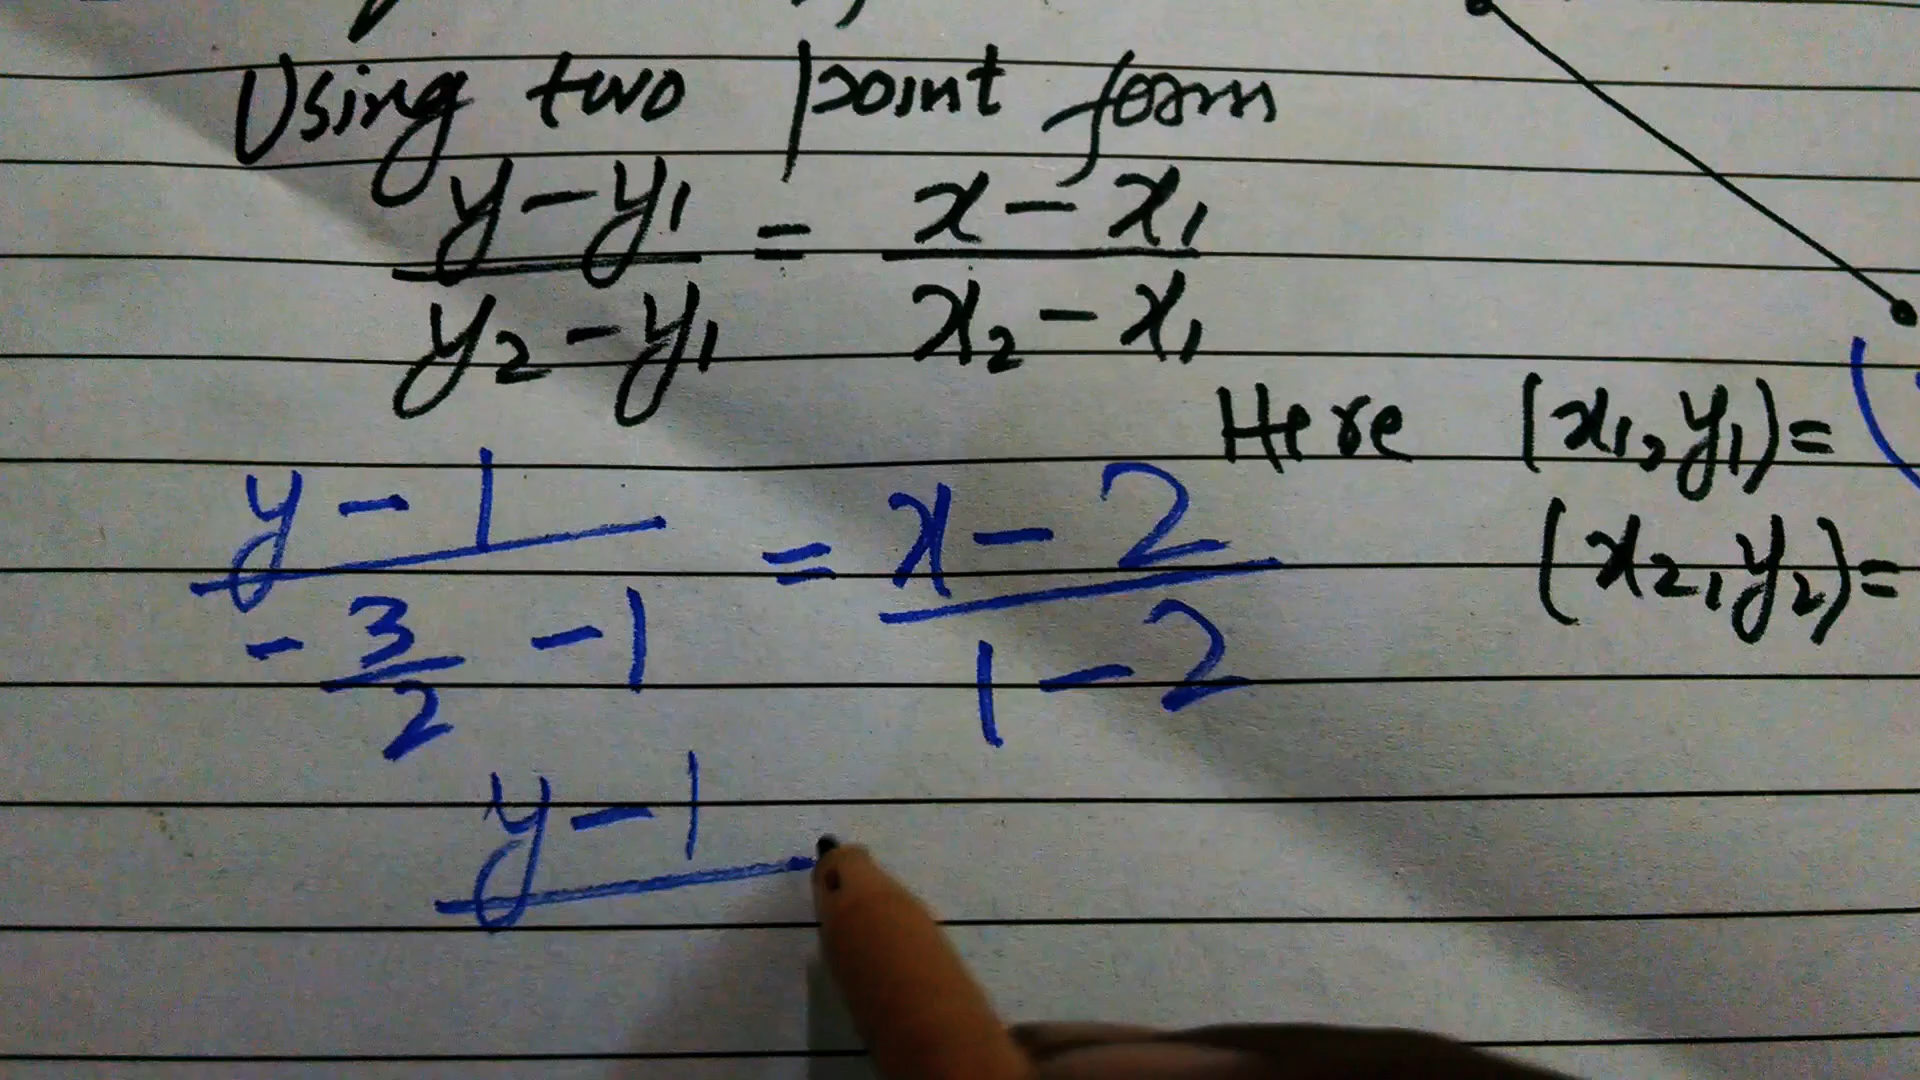 Using two point form
y-y₁/y₂-y₁ = x-x₁/x₂-x₁
Here (x₁,y₁)= (
(x₂,y₂)=
y-1/-3/2 -1 = x-2/1-2
y-1